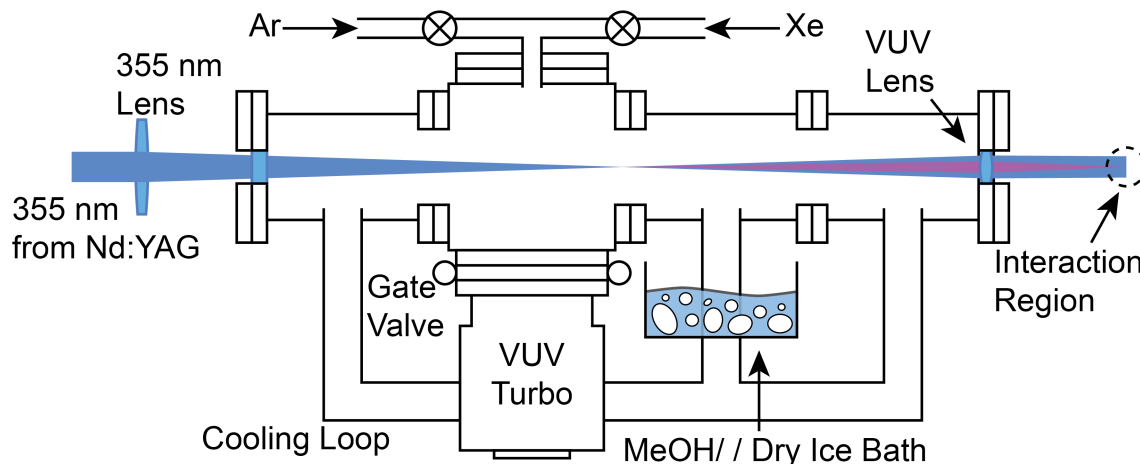 Ar
Xe
355 nm
Lens
VUV
Lens
355 nm
from Nd:YAG
Gate
Valve
VUV
Turbo
Interaction
Region
Cooling Loop
MeOH/ / Dry Ice Bath